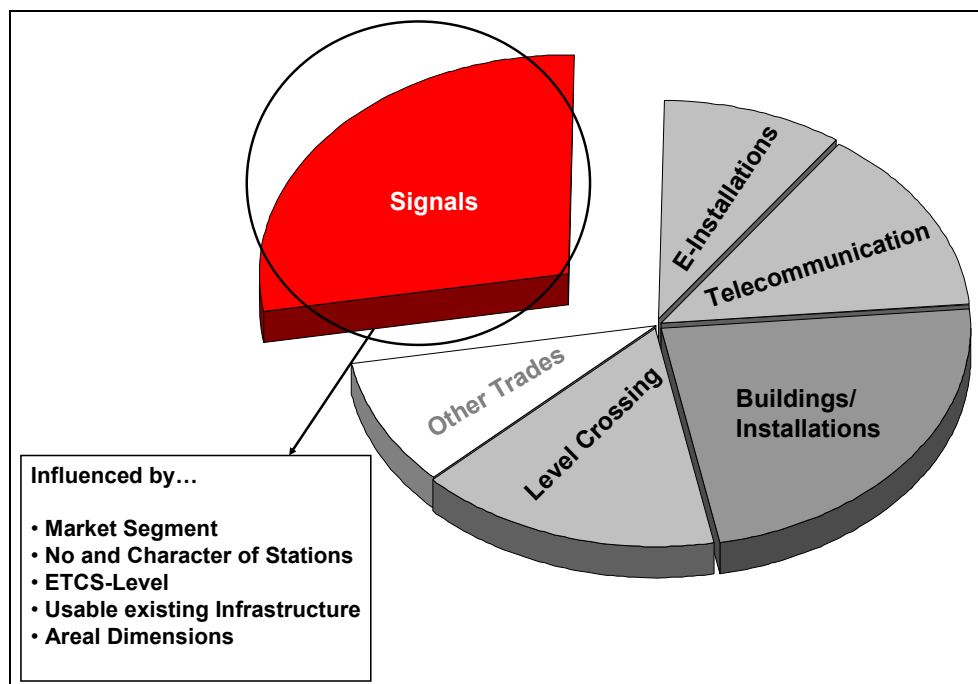 Signals
E-Installations
Telecommunication
Buildings/
Installations
Level Crossing
Other Trades
Influenced by…
• Market Segment
• No and Character of Stations
• ETCS-Level
• Usable existing Infrastructure
• Areal Dimensions